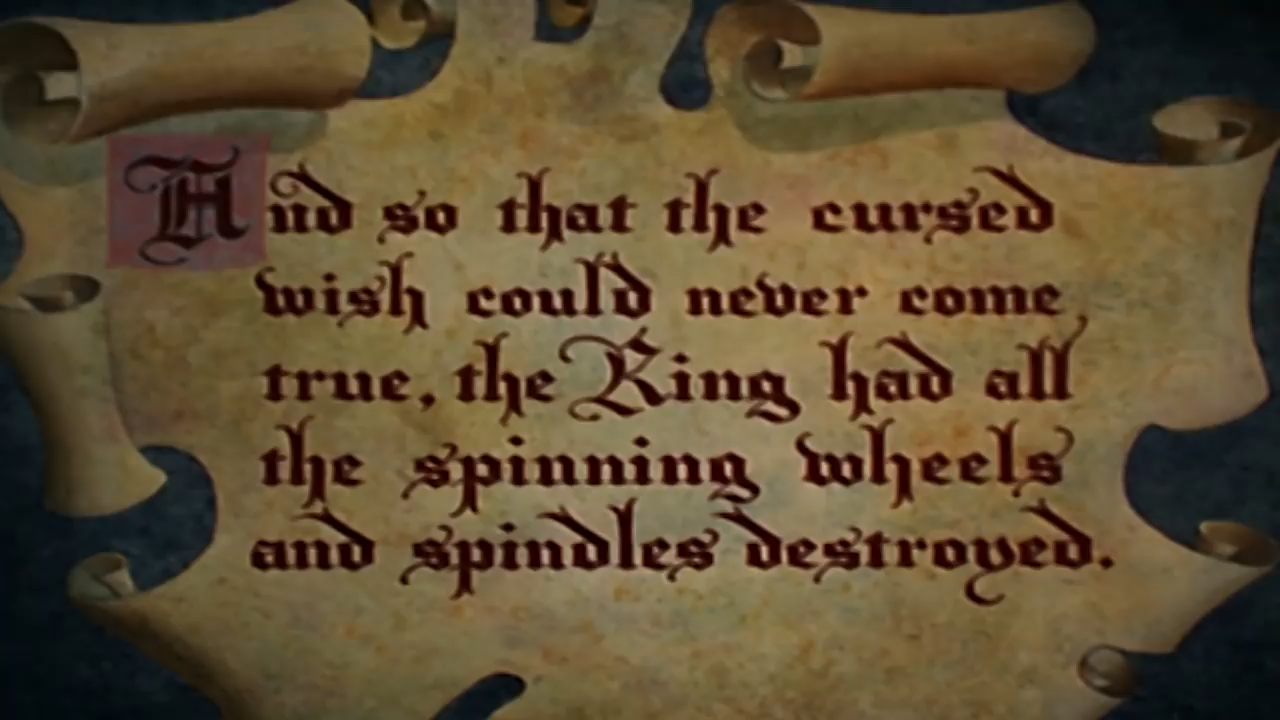 And so that the cursed
wish could never come
true, the King had all
the spinning wheels
and spindles destroyed.